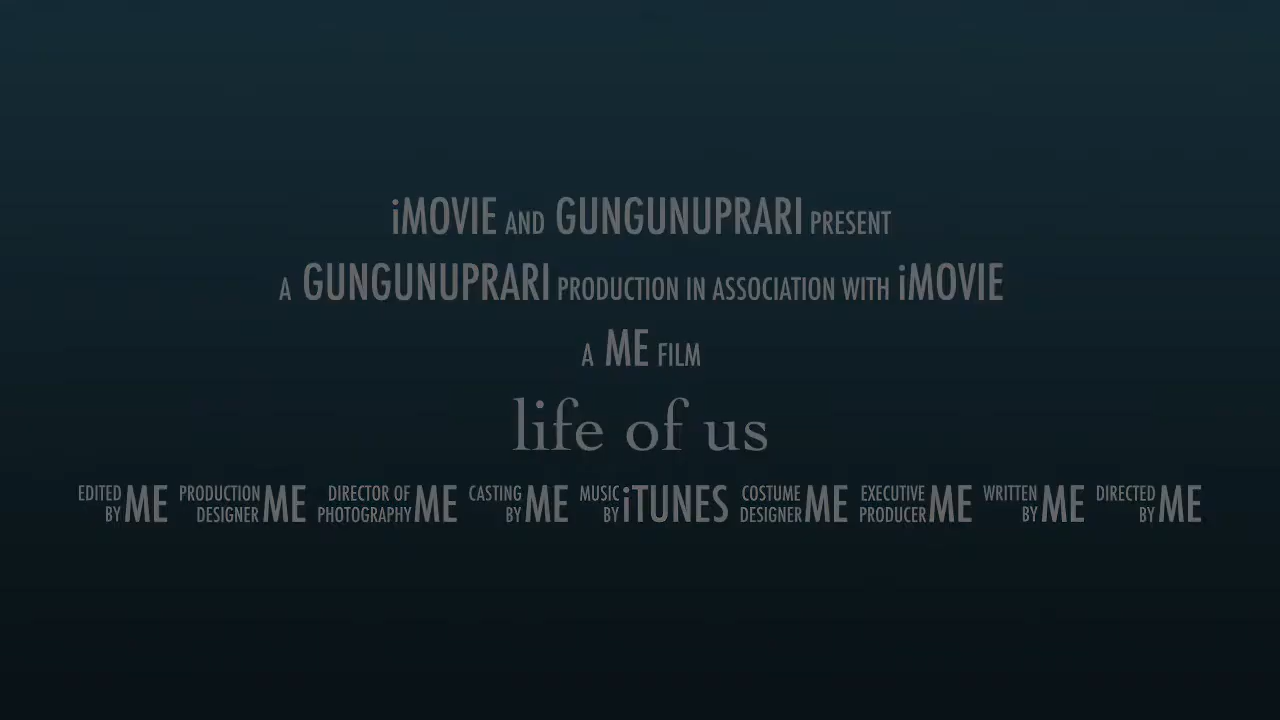 iMOVIE AND GUNGUNUPRARI PRESENT
A GUNGUNUPRARI PRODUCTION IN ASSOCIATION WITH iMOVIE
A ME FILM
life of us
EDITED BY ME PRODUCTION DESIGNER ME DIRECTOR OF PHOTOGRAPHY ME CASTING BY ME MUSIC BY iTUNES COSTUME DESIGNER ME EXECUTIVE PRODUCER ME WRITTEN BY ME DIRECTED BY ME